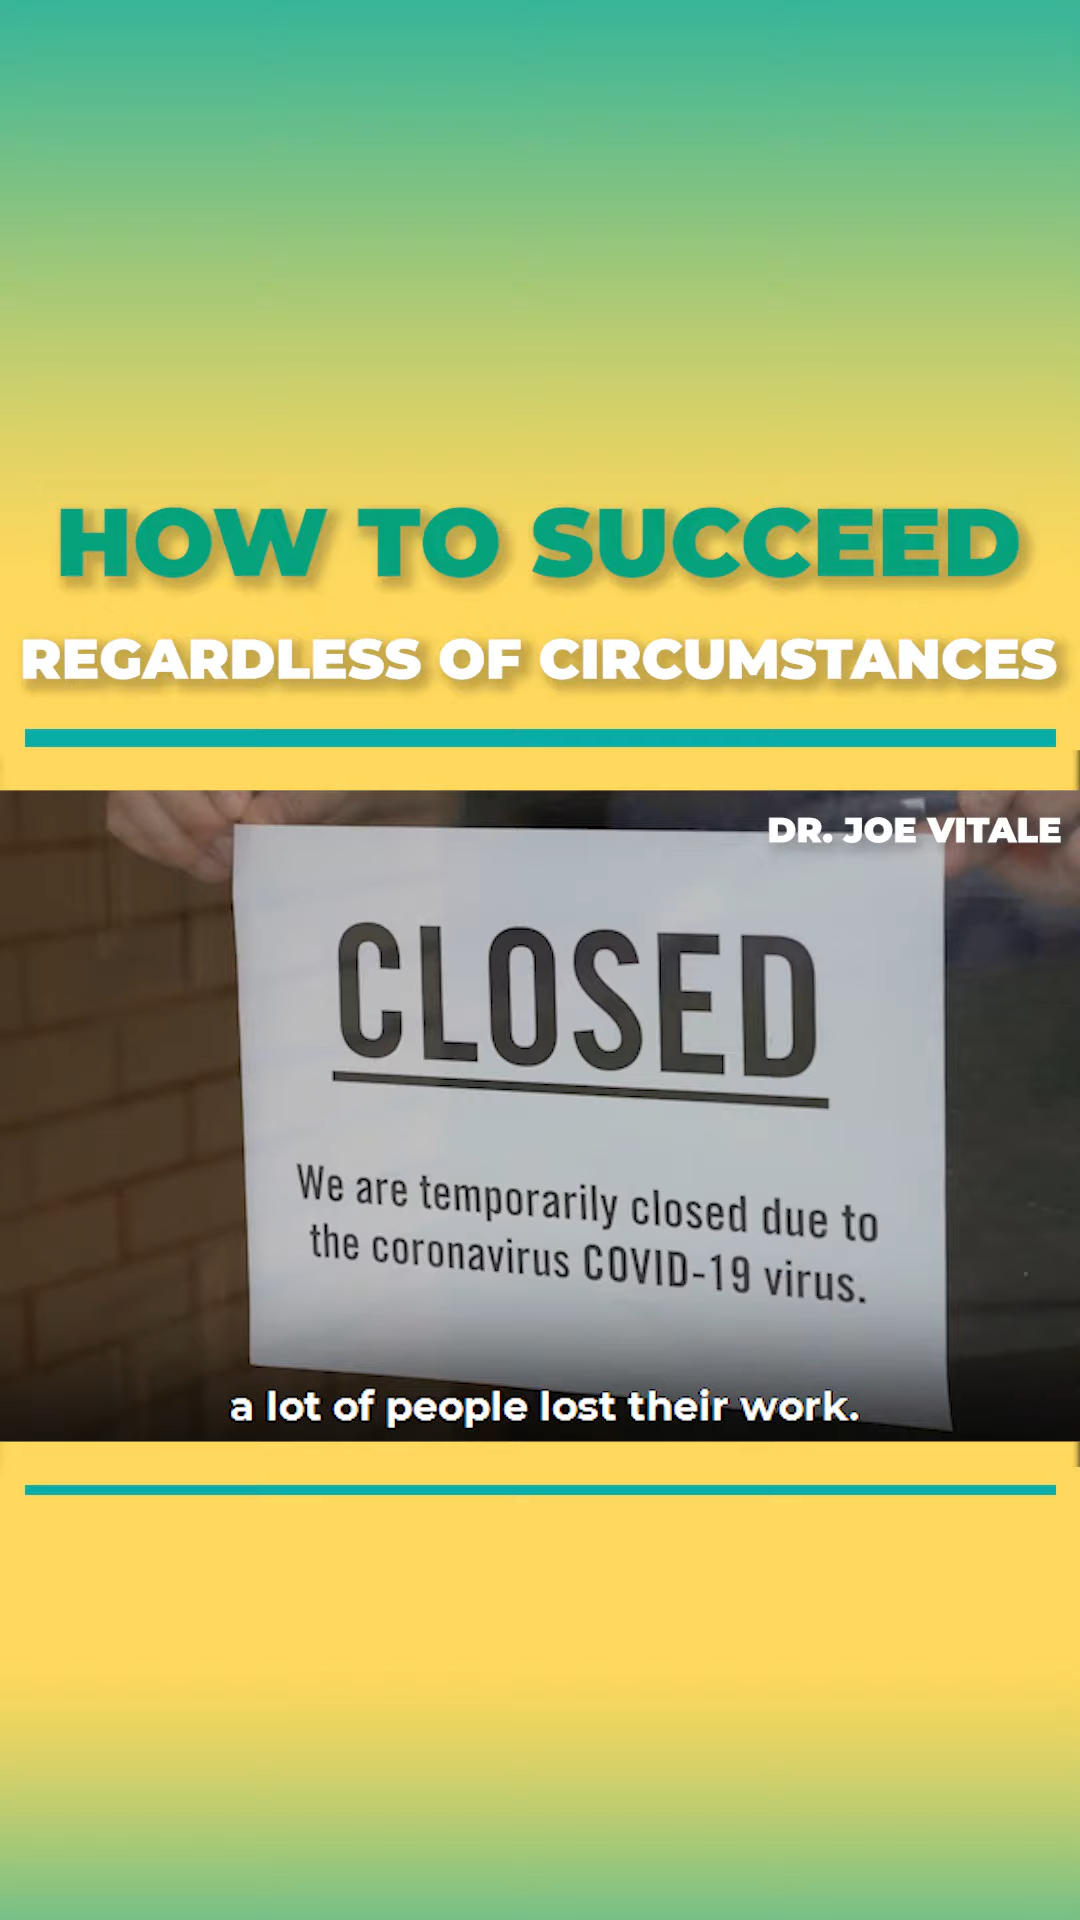 HOW TO SUCCEED
REGARDLESS OF CIRCUMSTANCES
DR. JOE VITALE
CLOSED
We are temporarily closed due to
the coronavirus COVID-19 virus.
a lot of people lost their work.